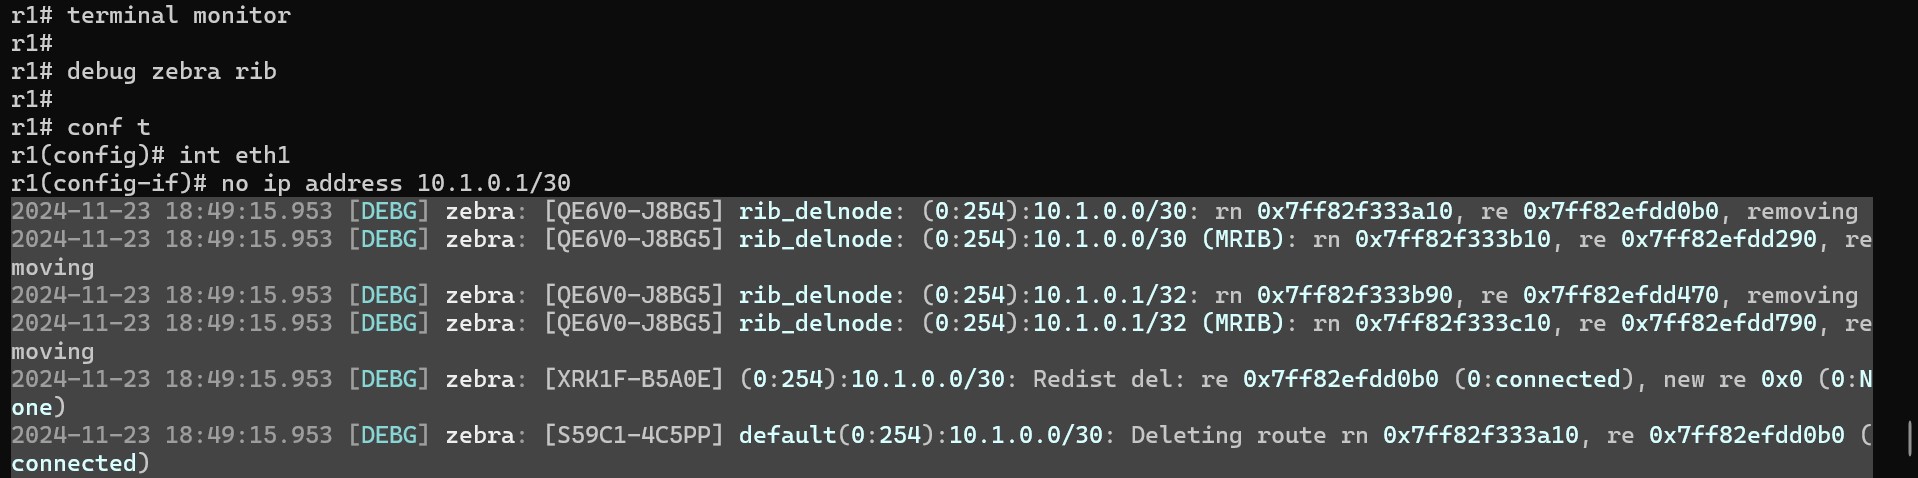 r1# terminal monitor
r1#
r1# debug zebra rib
r1#
r1# conf t
r1(config)# int eth1
r1(config-if)# no ip address 10.1.0.1/30
2024-11-23 18:49:15.953 [DEBG] zebra: [QE6V0-J8BG5] rib_delnode: (0:254):10.1.0.0/30: rn 0x7ff82f333a10, re 0x7ff82efdd0b0, removing
2024-11-23 18:49:15.953 [DEBG] zebra: [QE6V0-J8BG5] rib_delnode: (0:254):10.1.0.0/30 (MRIB): rn 0x7ff82f333b10, re 0x7ff82efdd290, re
moving
2024-11-23 18:49:15.953 [DEBG] zebra: [QE6V0-J8BG5] rib_delnode: (0:254):10.1.0.1/32: rn 0x7ff82f333b90, re 0x7ff82efdd470, removing
2024-11-23 18:49:15.953 [DEBG] zebra: [QE6V0-J8BG5] rib_delnode: (0:254):10.1.0.1/32 (MRIB): rn 0x7ff82f333c10, re 0x7ff82efdd790, re
moving
2024-11-23 18:49:15.953 [DEBG] zebra: [XRK1F-B5A0E] (0:254):10.1.0.0/30: Redist del: re 0x7ff82efdd0b0 (0:connected), new re 0x0 (0:N
one)
2024-11-23 18:49:15.953 [DEBG] zebra: [S59C1-4C5PP] default(0:254):10.1.0.0/30: Deleting route rn 0x7ff82f333a10, re 0x7ff82efdd0b0 (
connected)